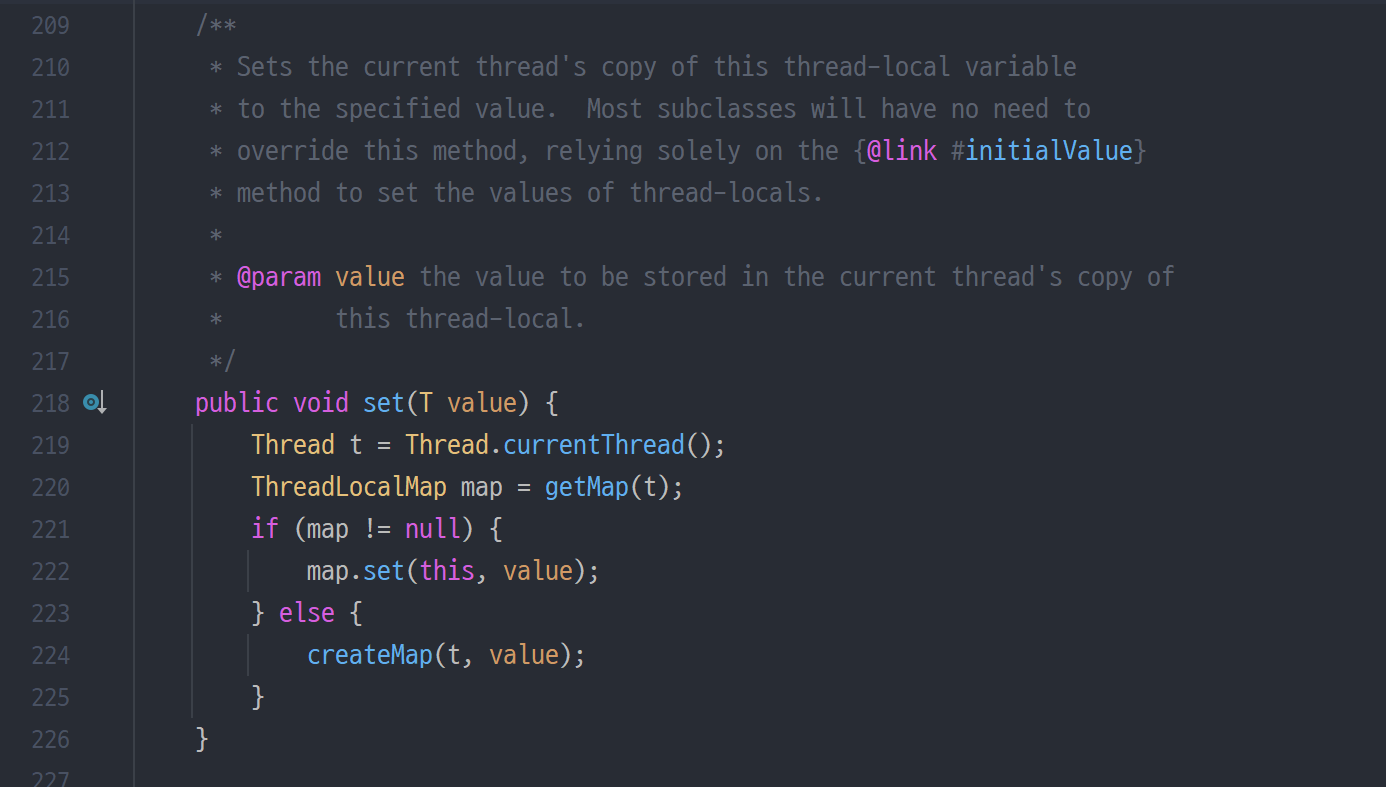 209 /**
210  * Sets the current thread's copy of this thread-local variable
211  * to the specified value.  Most subclasses will have no need to
212  * override this method, relying solely on the {@link #initialValue}
213  * method to set the values of thread-locals.
214  *
215  * @param value the value to be stored in the current thread's copy of
216  *        this thread-local.
217  */
218 public void set(T value) {
219     Thread t = Thread.currentThread();
220     ThreadLocalMap map = getMap(t);
221     if (map != null) {
222         map.set(this, value);
223     } else {
224         createMap(t, value);
225     }
226 }
227